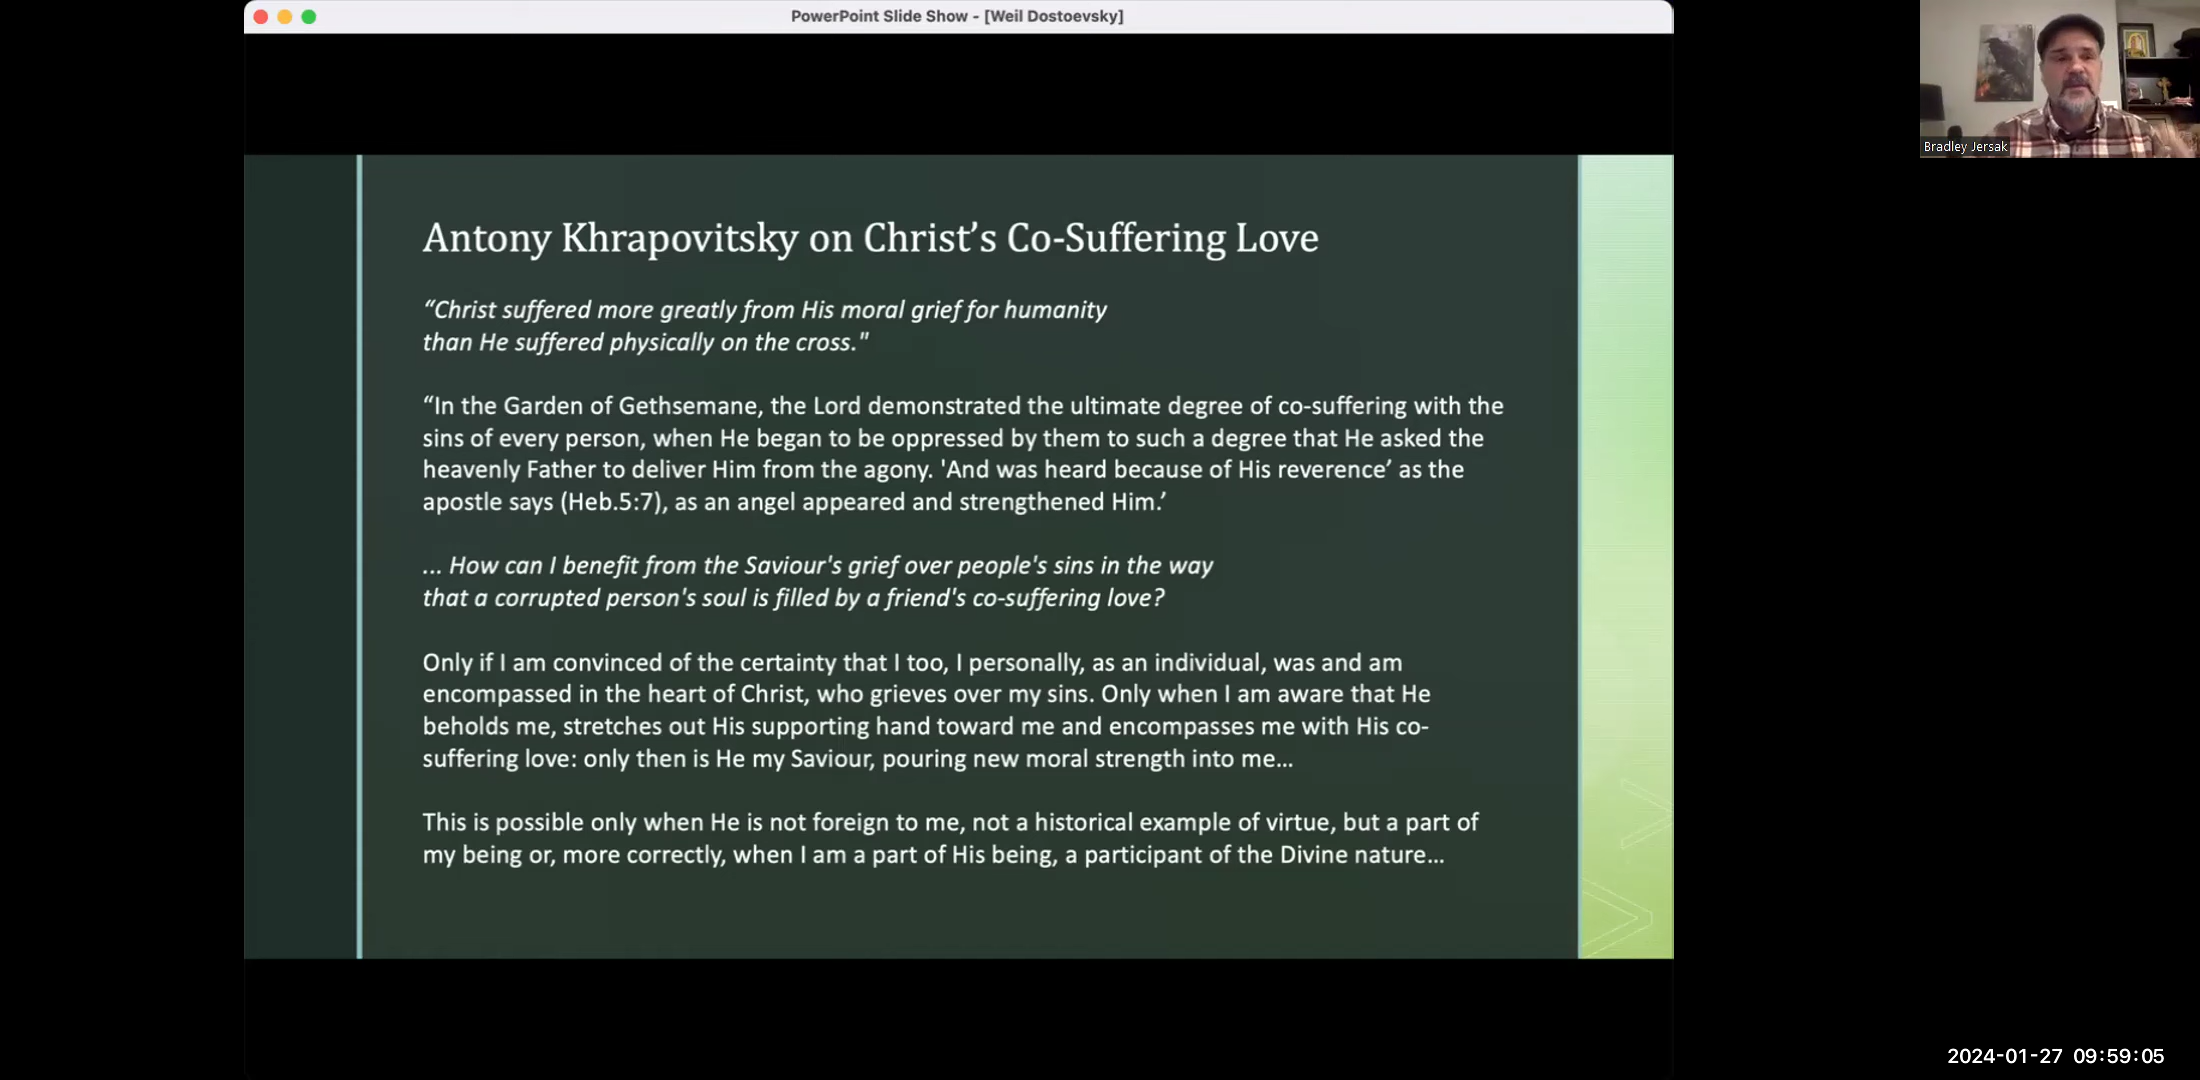 PowerPoint Slide Show - [Weil Dostoevsky]
Bradley Jersak
Antony Khrapovitsky on Christ’s Co-Suffering Love
“Christ suffered more greatly from His moral grief for humanity
than He suffered physically on the cross."
“In the Garden of Gethsemane, the Lord demonstrated the ultimate degree of co-suffering with the
sins of every person, when He began to be oppressed by them to such a degree that He asked the
heavenly Father to deliver Him from the agony. 'And was heard because of His reverence’ as the
apostle says (Heb.5:7), as an angel appeared and strengthened Him.’
... How can I benefit from the Saviour's grief over people's sins in the way
that a corrupted person's soul is filled by a friend's co-suffering love?
Only if I am convinced of the certainty that I too, I personally, as an individual, was and am
encompassed in the heart of Christ, who grieves over my sins. Only when I am aware that He
beholds me, stretches out His supporting hand toward me and encompasses me with His co-
suffering love: only then is He my Saviour, pouring new moral strength into me...
This is possible only when He is not foreign to me, not a historical example of virtue, but a part of
my being or, more correctly, when I am a part of His being, a participant of the Divine nature...
2024-01-27 09:59:05